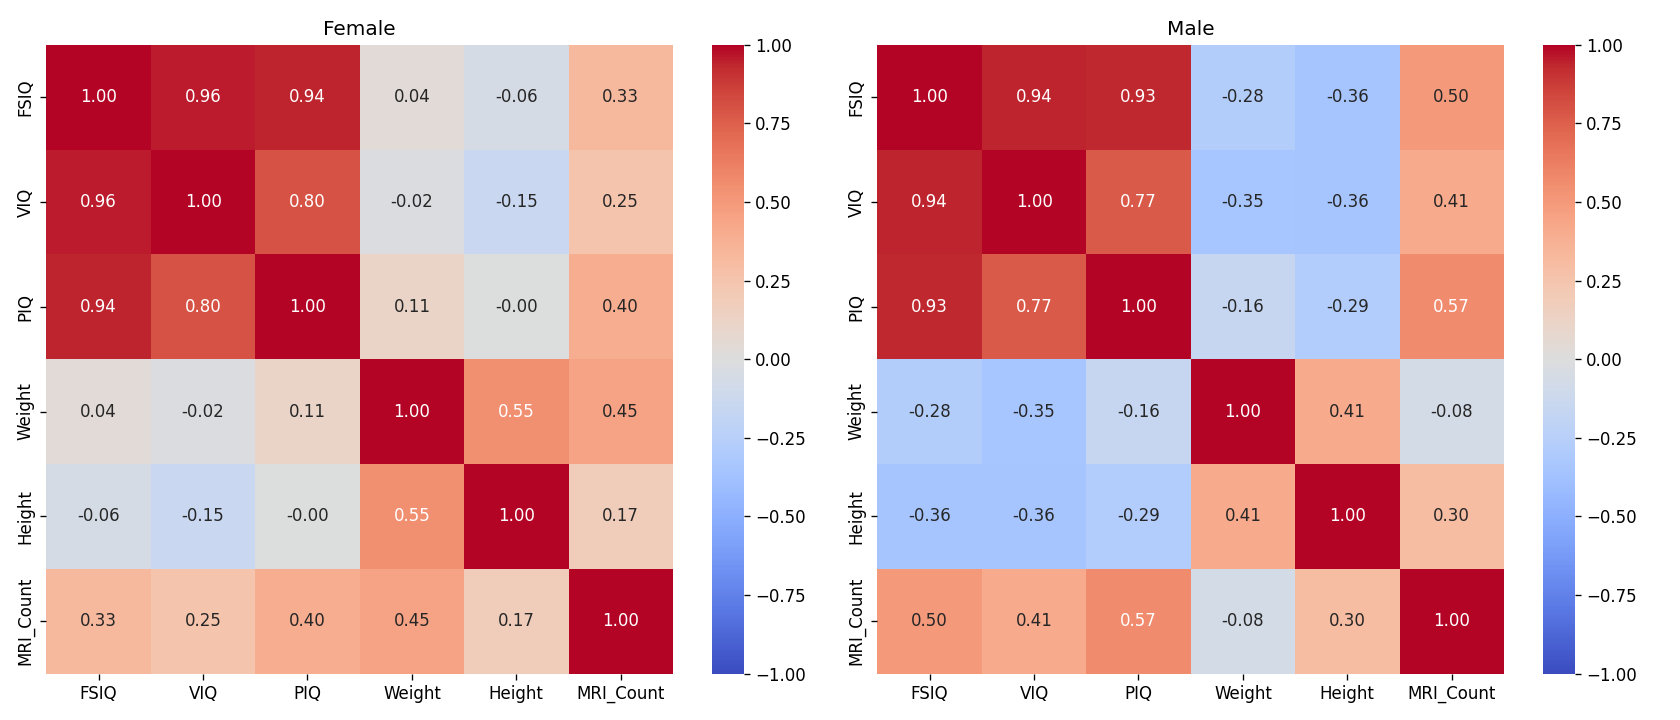 Female
FSIQ 1.00 0.96 0.94 0.04 -0.06 0.33
VIQ 0.96 1.00 0.80 -0.02 -0.15 0.25
PIQ 0.94 0.80 1.00 0.11 -0.00 0.40
Weight 0.04 -0.02 0.11 1.00 0.55 0.45
Height -0.06 -0.15 -0.00 0.55 1.00 0.17
MRI_Count 0.33 0.25 0.40 0.45 0.17 1.00
FSIQ VIQ PIQ Weight Height MRI_Count
1.00
0.75
0.50
0.25
0.00
−0.25
−0.50
−0.75
−1.00
Male
FSIQ 1.00 0.94 0.93 -0.28 -0.36 0.50
VIQ 0.94 1.00 0.77 -0.35 -0.36 0.41
PIQ 0.93 0.77 1.00 -0.16 -0.29 0.57
Weight -0.28 -0.35 -0.16 1.00 0.41 -0.08
Height -0.36 -0.36 -0.29 0.41 1.00 0.30
MRI_Count 0.50 0.41 0.57 -0.08 0.30 1.00
FSIQ VIQ PIQ Weight Height MRI_Count
1.00
0.75
0.50
0.25
0.00
−0.25
−0.50
−0.75
−1.00